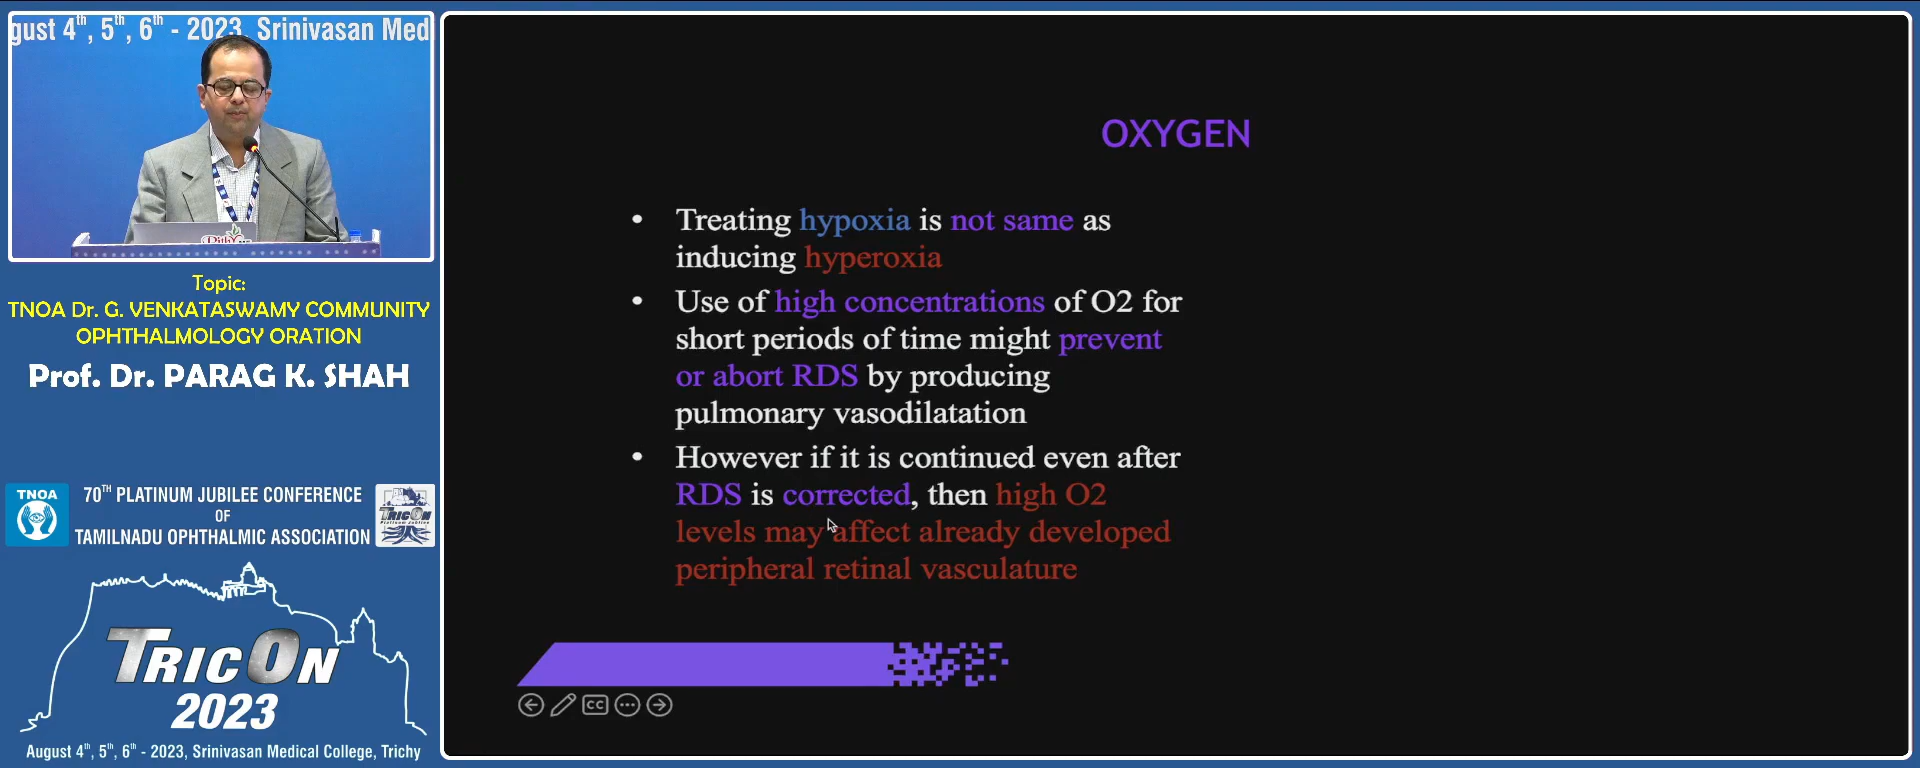 gust 4th, 5th, 6th - 2023, Srinivasan Med
Topic:
TNOA Dr. G. VENKATASWAMY COMMUNITY
OPHTHALMOLOGY ORATION
Prof. Dr. PARAG K. SHAH
TNOA
70TH PLATINUM JUBILEE CONFERENCE
OF
TAMILNADU OPHTHALMIC ASSOCIATION
TRICON
Platinum Jubilee
TRICON
2023
August 4th, 5th, 6th - 2023, Srinivasan Medical College, Trichy
OXYGEN
• Treating hypoxia is not same as
inducing hyperoxia
• Use of high concentrations of O2 for
short periods of time might prevent
or abort RDS by producing
pulmonary vasodilatation
• However if it is continued even after
RDS is corrected, then high O2
levels may affect already developed
peripheral retinal vasculature
CC